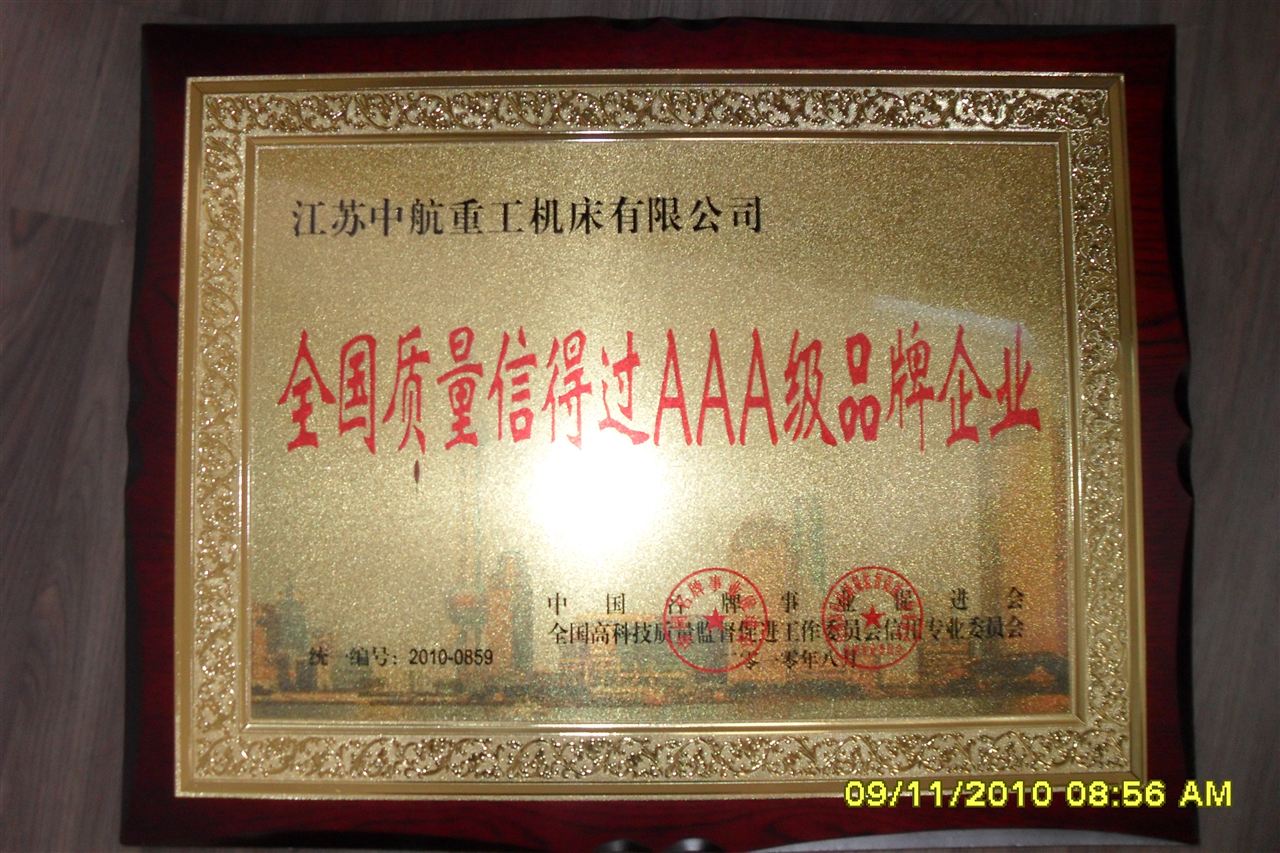 江苏中航重工机床有限公司
全国质量信得过AAA级品牌企业
中国名牌事业促进会
全国高科技质量监督促进工作委员会信用专业委员会
统一编号：2010-0859
二零一零年八月
09/11/2010 08:56 AM